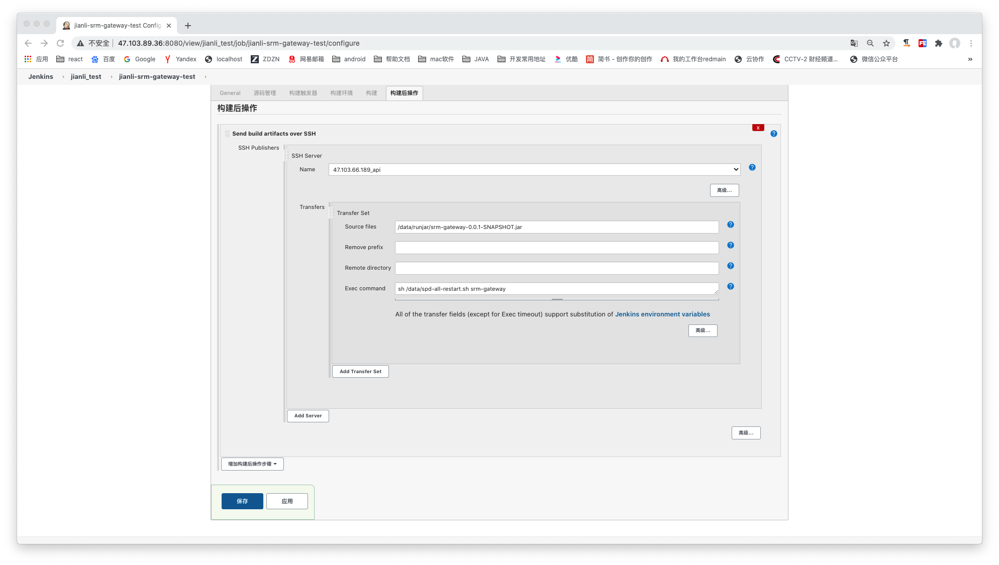 jianli-srm-gateway-test Config
不安全 47.103.89.36:8080/view/jianli_test/job/jianli-srm-gateway-test/configure
应用 react 百度 Google Yandex localhost ZDZN 网易邮箱 android 帮助文档 mac软件 JAVA 开发常用地址 优酷 简书 - 创作你的创作 我的工作台redmain 云协作 CCTV-2 财经频道... 微信公众平台 »
Jenkins jianli_test jianli-srm-gateway-test
General 源码管理 构建触发器 构建环境 构建 构建后操作
构建后操作
X
Send build artifacts over SSH
SSH Publishers
SSH Server
Name 47.103.66.189_api
高级...
Transfers
Transfer Set
Source files /data/runjar/srm-gateway-0.0.1-SNAPSHOT.jar
Remove prefix
Remote directory
Exec command sh /data/spd-all-restart.sh srm-gateway
All of the transfer fields (except for Exec timeout) support substitution of Jenkins environment variables
高级...
Add Transfer Set
Add Server
高级...
增加构建后操作步骤
保存 应用